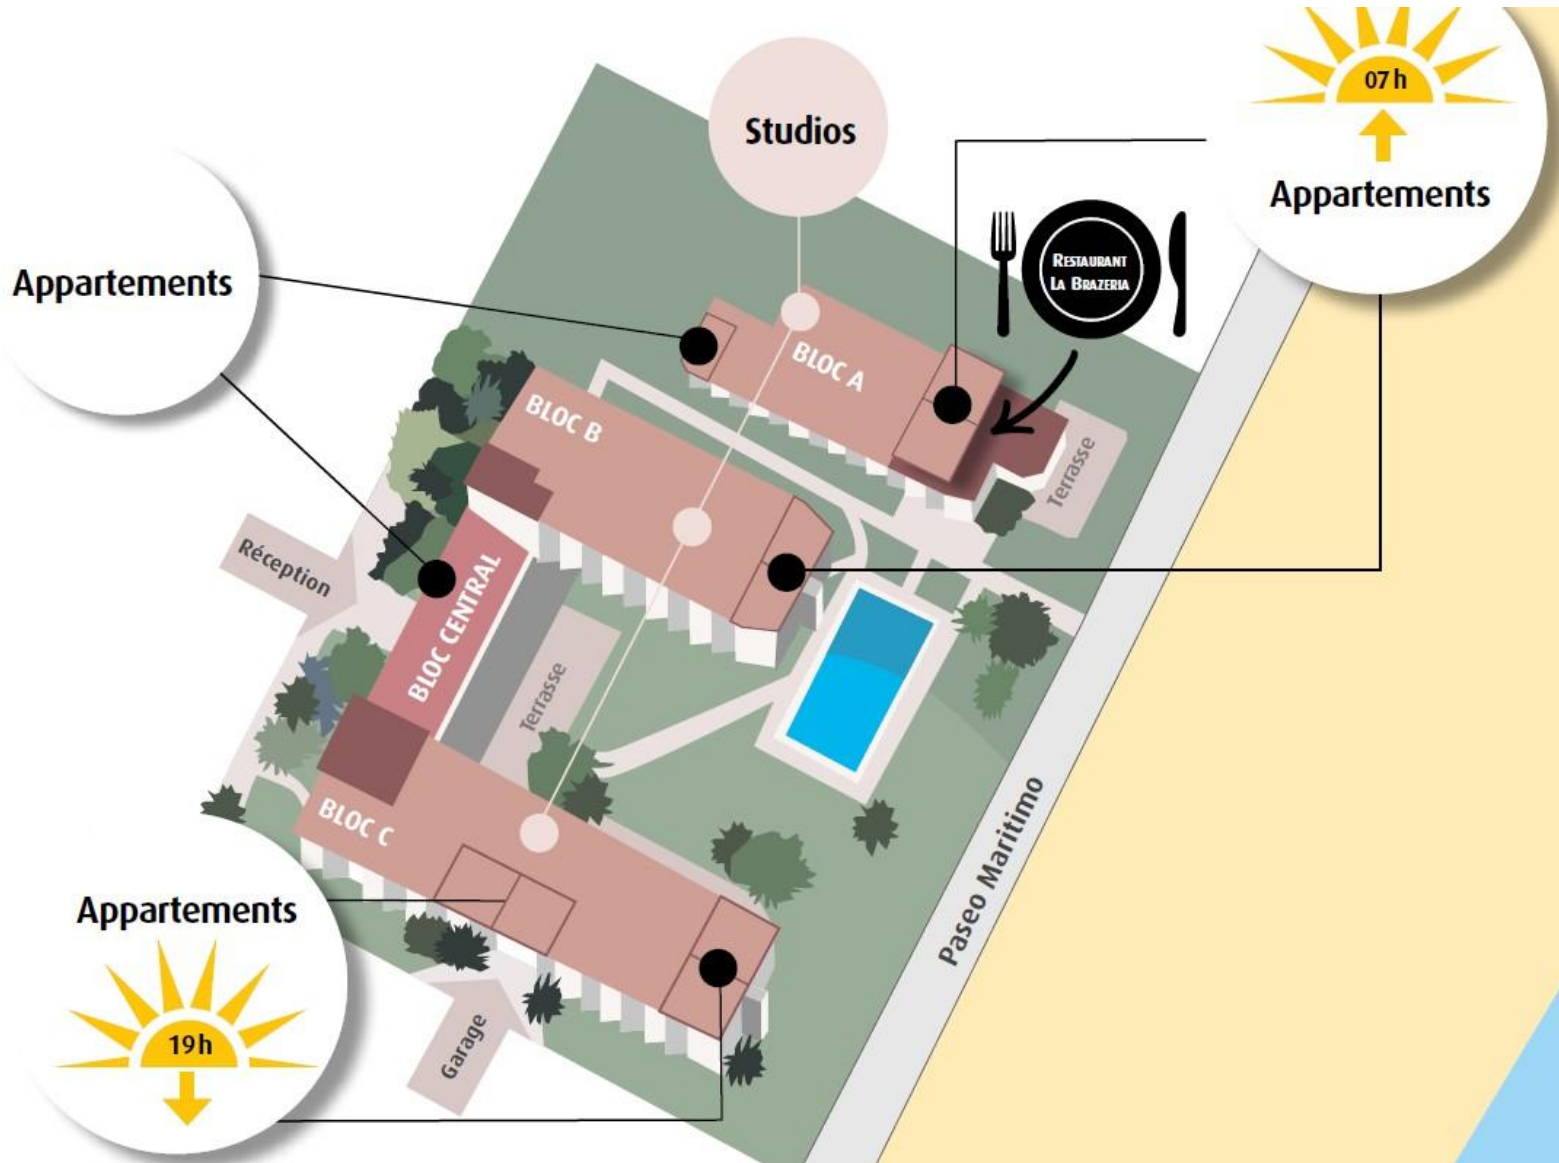 07 h
Appartements
Studios
RESTAURANT
LA BRAZERIA
Appartements
BLOC A
BLOC B
Terrasse
Réception
BLOC CENTRAL
Terrasse
BLOC C
Paseo Maritimo
Appartements
19 h
Garage